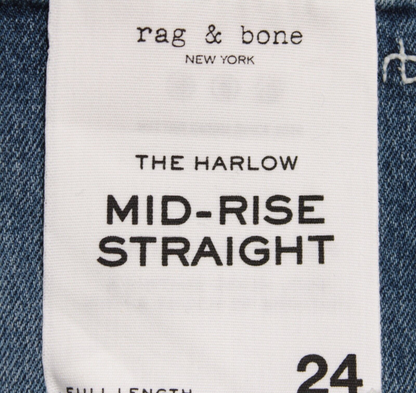 rag & bone
NEW YORK
THE HARLOW
MID-RISE
STRAIGHT
24
FULL LENGTH